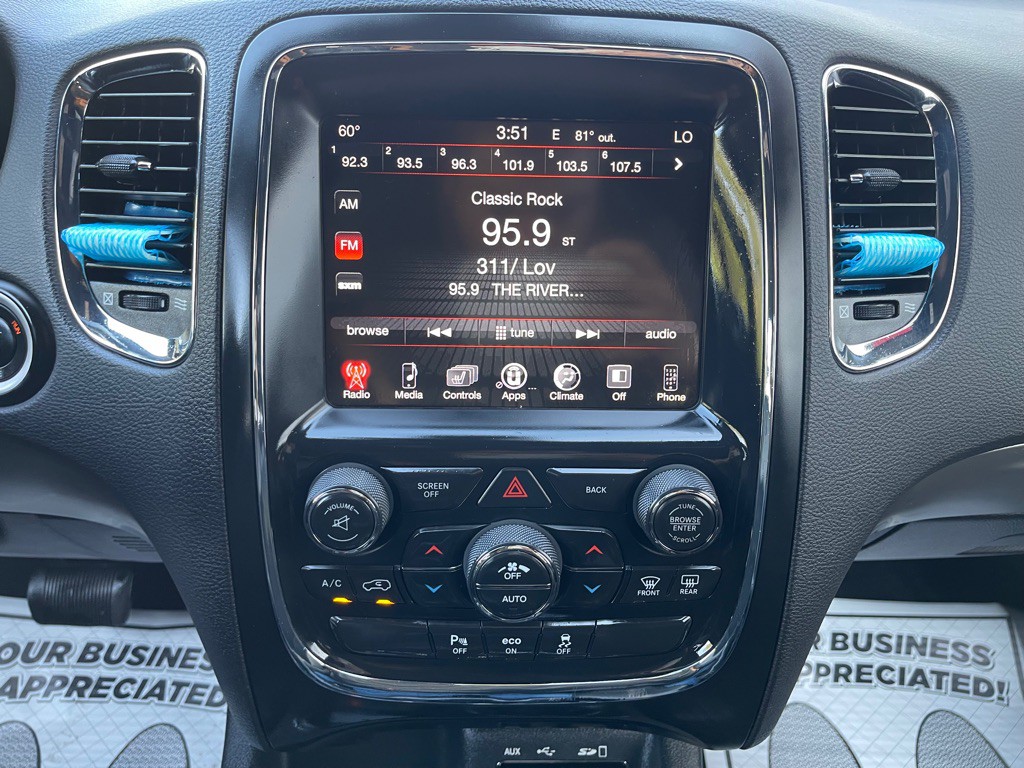 60° 3:51 E 81° out. LO
1 92.3 2 93.5 3 96.3 4 101.9 5 103.5 6 107.5
AM
Classic Rock
FM
95.9 ST
311/ Lov
sxm
95.9 THE RIVER...
browse tune audio
Radio Media Controls Apps Climate Off Phone
VOLUME
SCREEN
OFF
BACK
TUNE
BROWSE
ENTER
SCROLL
A/C
OFF
AUTO
FRONT
REAR
P OFF
eco
ON
OFF
RUN
OUR BUSINESS
APPRECIATED
BUSINESS
PPRECIATED!
AUX